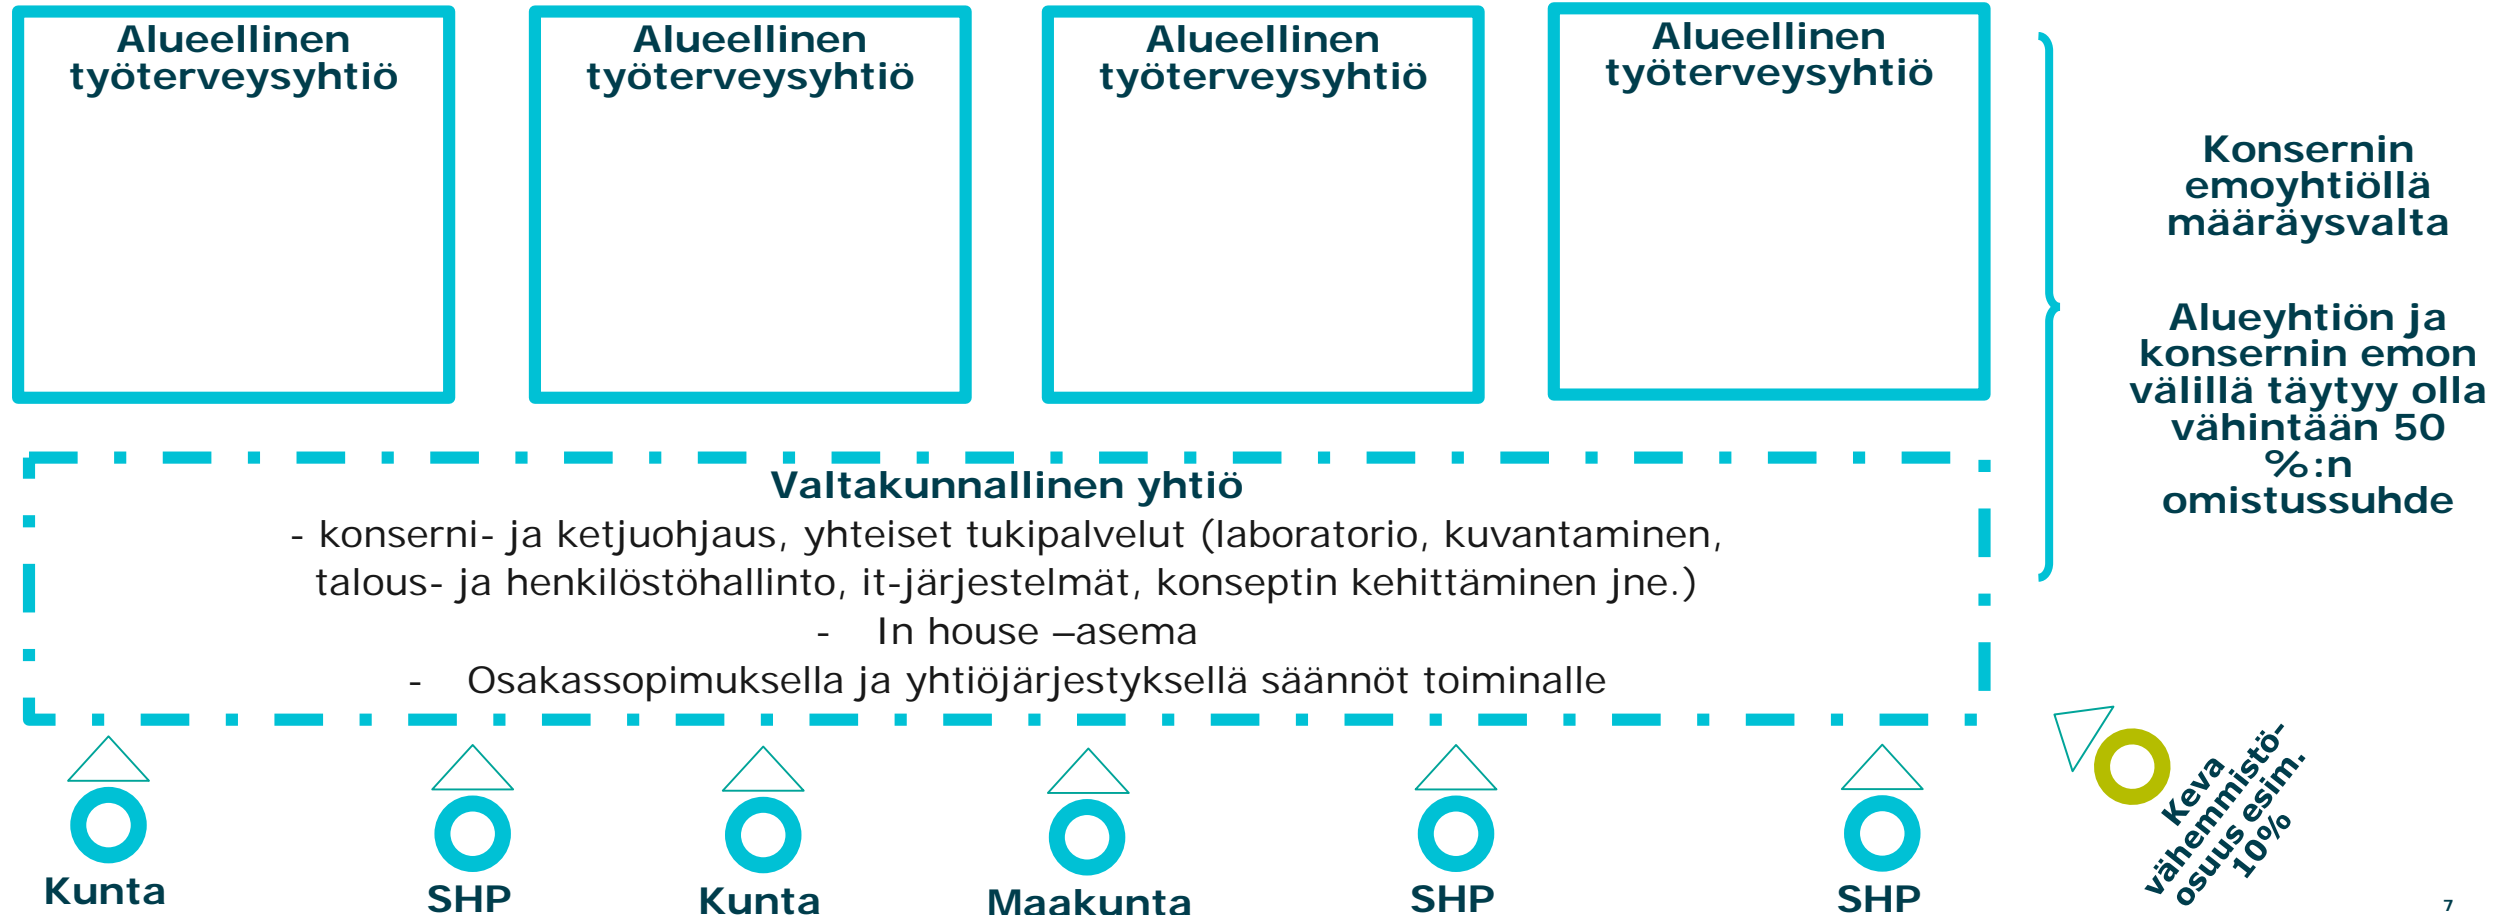 Alueellinen
työterveysyhtiö
Alueellinen
työterveysyhtiö
Alueellinen
työterveysyhtiö
Alueellinen
työterveysyhtiö
Konsernin
emoyhtiöllä
määräysvalta
Alueyhtiön ja
konsernin emon
välillä täytyy olla
vähintään 50
%:n
omistussuhde
Valtakunnallinen yhtiö
- konserni- ja ketjuohjaus, yhteiset tukipalvelut (laboratorio, kuvantaminen,
talous- ja henkilöstöhallinto, it-järjestelmät, konseptin kehittäminen jne.)
- In house –asema
- Osakassopimuksella ja yhtiöjärjestyksellä säännöt toiminalle
Kunta
SHP
Kunta
Maakunta
SHP
SHP
Keva
vähemmistö-
osuus esim.
10%
7